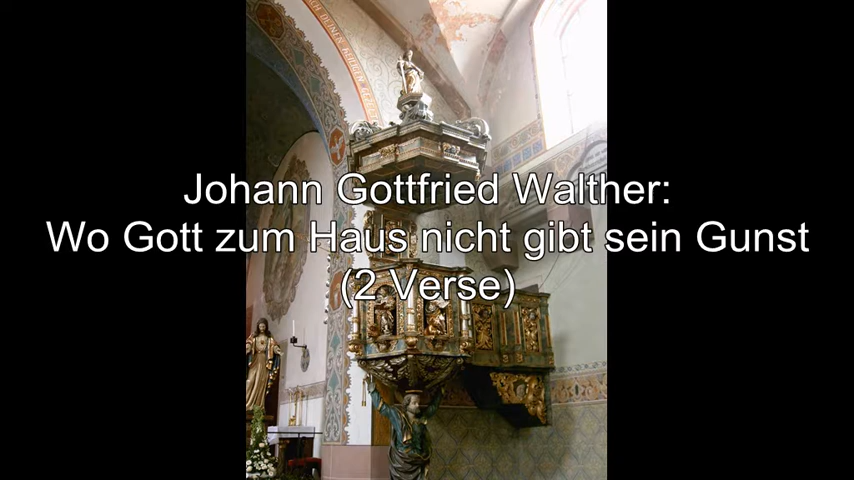 Johann Gottfried Walther:
Wo Gott zum Haus nicht gibt sein Gunst
(2 Verse)